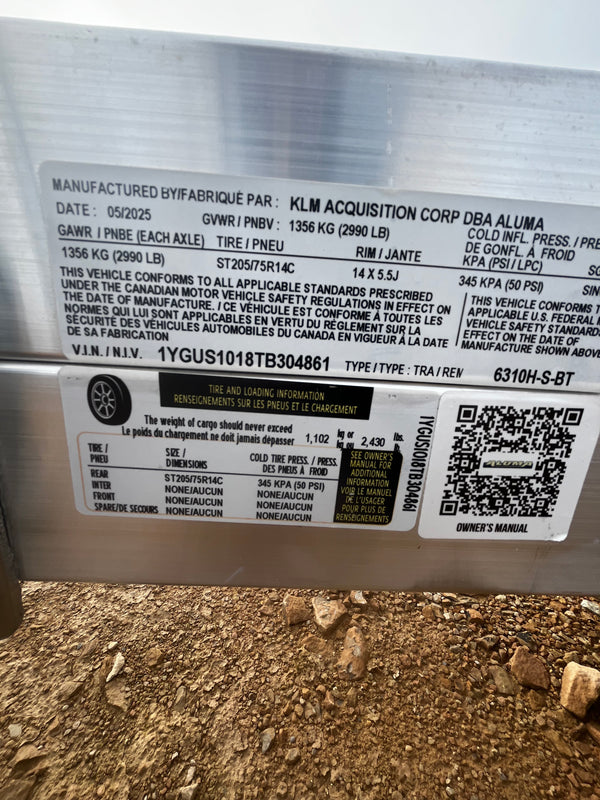 MANUFACTURED BY/FABRIQUÉ PAR : KLM ACQUISITION CORP DBA ALUMA
DATE : 05/2025 GVWR / PNBV : 1356 KG (2990 LB) COLD INFL. PRESS. / PRE
DE GONFL. À FROID
GAWR / PNBE (EACH AXLE) TIRE / PNEU RIM / JANTE KPA (PSI / LPC)
1356 KG (2990 LB) ST205/75R14C 14 X 5.5J 345 KPA (50 PSI) SIN
THIS VEHICLE CONFORMS TO ALL APPLICABLE STANDARDS PRESCRIBED
UNDER THE CANADIAN MOTOR VEHICLE SAFETY REGULATIONS IN EFFECT ON
THE DATE OF MANUFACTURE. / CE VÉHICULE EST CONFORME À TOUTES LES
NORMES QUI LUI SONT APPLICABLES EN VERTU DU RÈGLEMENT SUR LA
SÉCURITÉ DES VÉHICULES AUTOMOBILES DU CANADA EN VIGUEUR À LA DATE
DE SA FABRICATION
THIS VEHICLE CONFORMS T
APPLICABLE U.S. FEDERAL
VEHICLE SAFETY STANDARD
EFFECT ON THE DATE OF
MANUFACTURE SHOWN ABOVE
V.I.N. / N.I.V. 1YGUS1018TB304861 TYPE / TYPE : TRA / REM 6310H-S-BT
TIRE AND LOADING INFORMATION
RENSEIGNEMENTS SUR LES PNEUS ET LE CHARGEMENT
The weight of cargo should never exceed
Le poids du chargement ne doit jamais dépasser 1,102 kg or 2,430 lbs.
TIRE / PNEU SIZE / DIMENSIONS COLD TIRE PRESS. / PRESS. DES PNEUS À FROID
REAR ST205/75R14C 345 KPA (50 PSI)
INTER NONE/AUCUN NONE/AUCUN
FRONT NONE/AUCUN NONE/AUCUN
SPARE/DE SECOURS NONE/AUCUN NONE/AUCUN
SEE OWNER'S
MANUAL FOR
ADDITIONAL
INFORMATION
VOIR LE MANUEL
DE L'USAGER
POUR PLUS DE
RENSEIGNEMENTS
1YGUS1018TB304861
ALUMA
OWNER'S MANUAL